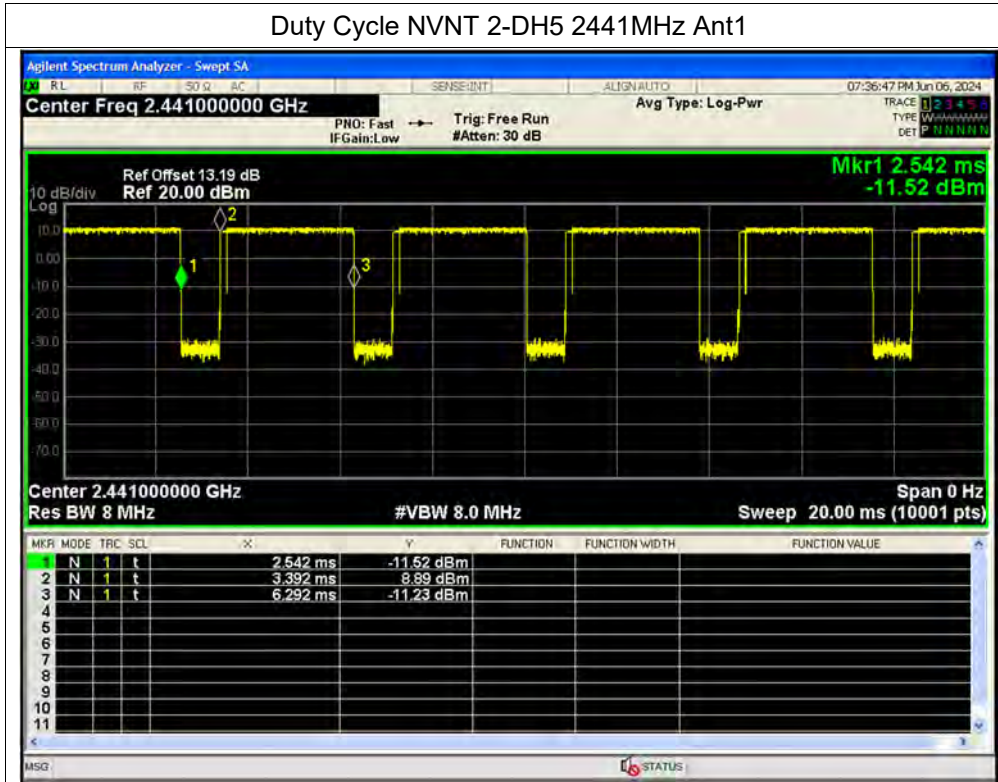 Duty Cycle NVNT 2-DH5 2441MHz Ant1
Agilent Spectrum Analyzer - Swept SA
RL RF 50 Ω AC SENSE:INT ALIGN AUTO 07:36:47 PM Jun 06, 2024
Center Freq 2.441000000 GHz Avg Type: Log-Pwr TRACE 1 2 3 4 5 6
PNO: Fast Trig: Free Run TYPE W
IFGain:Low #Atten: 30 dB DET P N N N N N
Mkr1 2.542 ms
Ref Offset 13.19 dB
10 dB/div Ref 20.00 dBm -11.52 dBm
Log
10.0
0.00
-10.0
-20.0
-30.0
-40.0
-50.0
-60.0
-70.0
1
2
3
Center 2.441000000 GHz Span 0 Hz
Res BW 8 MHz #VBW 8.0 MHz Sweep 20.00 ms (10001 pts)
MKR MODE TRC SCL X Y FUNCTION FUNCTION WIDTH FUNCTION VALUE
1 N 1 t 2.542 ms -11.52 dBm
2 N 1 t 3.392 ms 8.89 dBm
3 N 1 t 6.292 ms -11.23 dBm
4
5
6
7
8
9
10
11
MSG STATUS